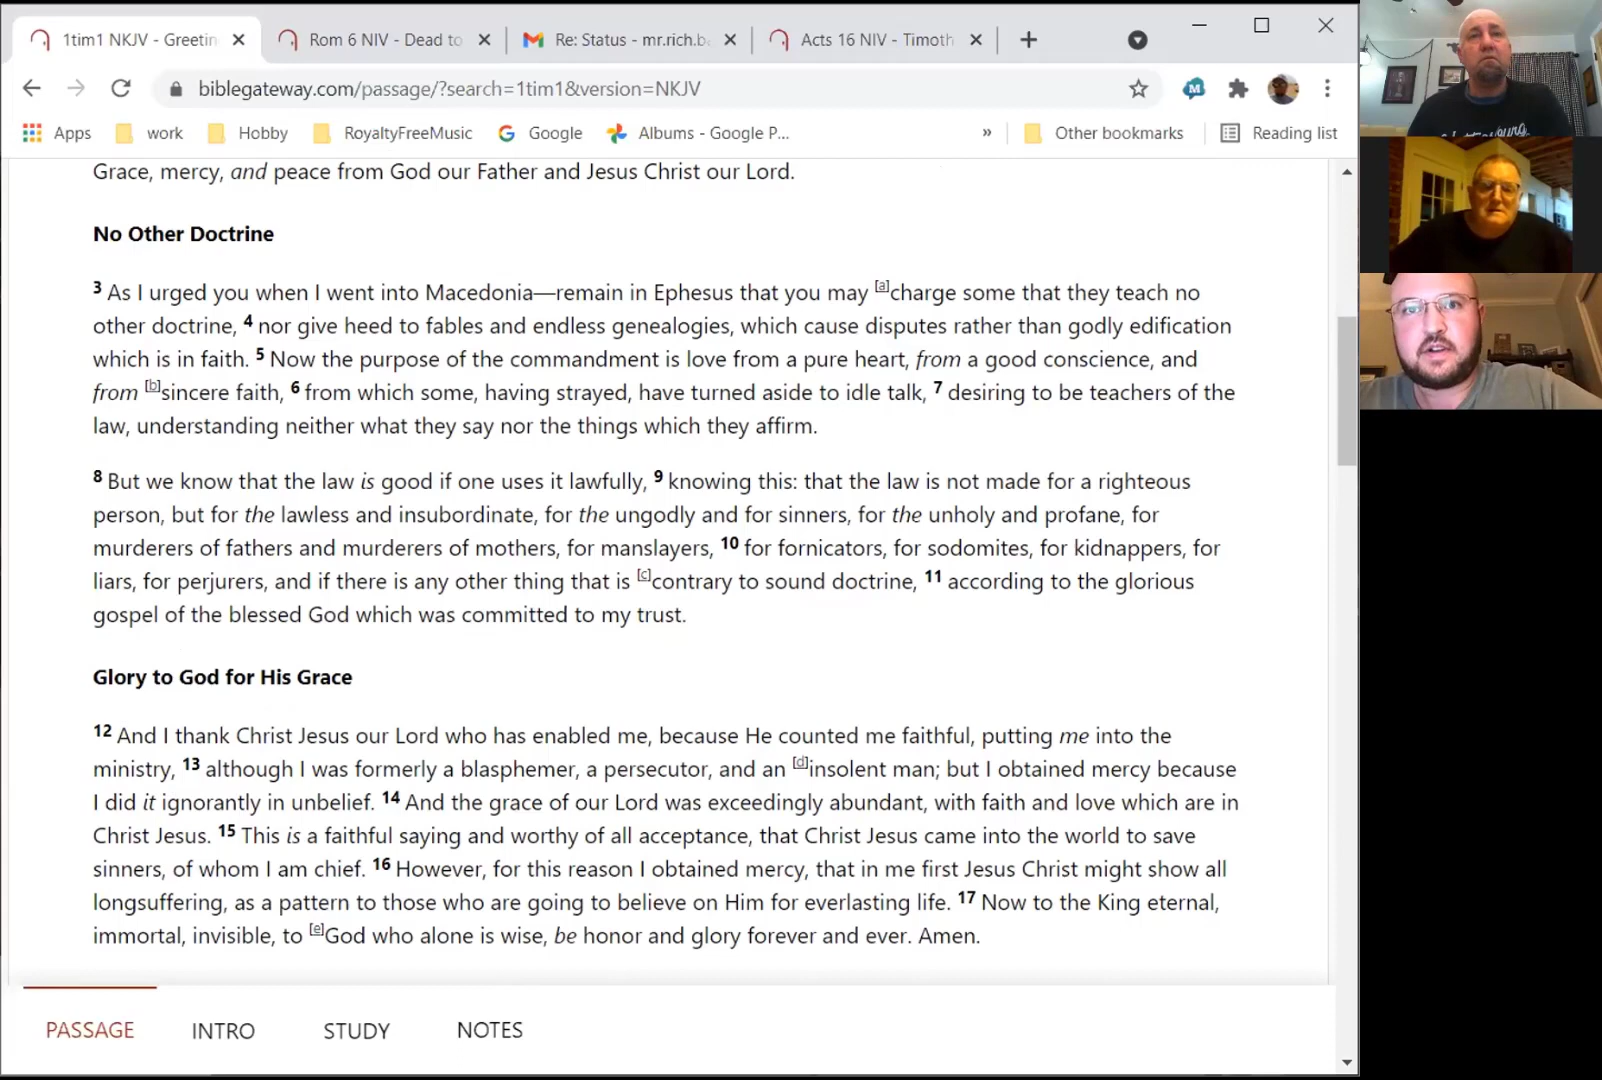 1tim1 NKJV - Greetin
Rom 6 NIV - Dead to
Re: Status - mr.rich.b
Acts 16 NIV - Timoth
biblegateway.com/passage/?search=1tim1&version=NKJV
M
Apps work Hobby RoyaltyFreeMusic Google Albums - Google P... » Other bookmarks Reading list
Grace, mercy, and peace from God our Father and Jesus Christ our Lord.
No Other Doctrine
3 As I urged you when I went into Macedonia—remain in Ephesus that you may [a]charge some that they teach no
other doctrine, 4 nor give heed to fables and endless genealogies, which cause disputes rather than godly edification
which is in faith. 5 Now the purpose of the commandment is love from a pure heart, from a good conscience, and
from [b]sincere faith, 6 from which some, having strayed, have turned aside to idle talk, 7 desiring to be teachers of the
law, understanding neither what they say nor the things which they affirm.
8 But we know that the law is good if one uses it lawfully, 9 knowing this: that the law is not made for a righteous
person, but for the lawless and insubordinate, for the ungodly and for sinners, for the unholy and profane, for
murderers of fathers and murderers of mothers, for manslayers, 10 for fornicators, for sodomites, for kidnappers, for
liars, for perjurers, and if there is any other thing that is [c]contrary to sound doctrine, 11 according to the glorious
gospel of the blessed God which was committed to my trust.
Glory to God for His Grace
12 And I thank Christ Jesus our Lord who has enabled me, because He counted me faithful, putting me into the
ministry, 13 although I was formerly a blasphemer, a persecutor, and an [d]insolent man; but I obtained mercy because
I did it ignorantly in unbelief. 14 And the grace of our Lord was exceedingly abundant, with faith and love which are in
Christ Jesus. 15 This is a faithful saying and worthy of all acceptance, that Christ Jesus came into the world to save
sinners, of whom I am chief. 16 However, for this reason I obtained mercy, that in me first Jesus Christ might show all
longsuffering, as a pattern to those who are going to believe on Him for everlasting life. 17 Now to the King eternal,
immortal, invisible, to [e]God who alone is wise, be honor and glory forever and ever. Amen.
PASSAGE INTRO STUDY NOTES